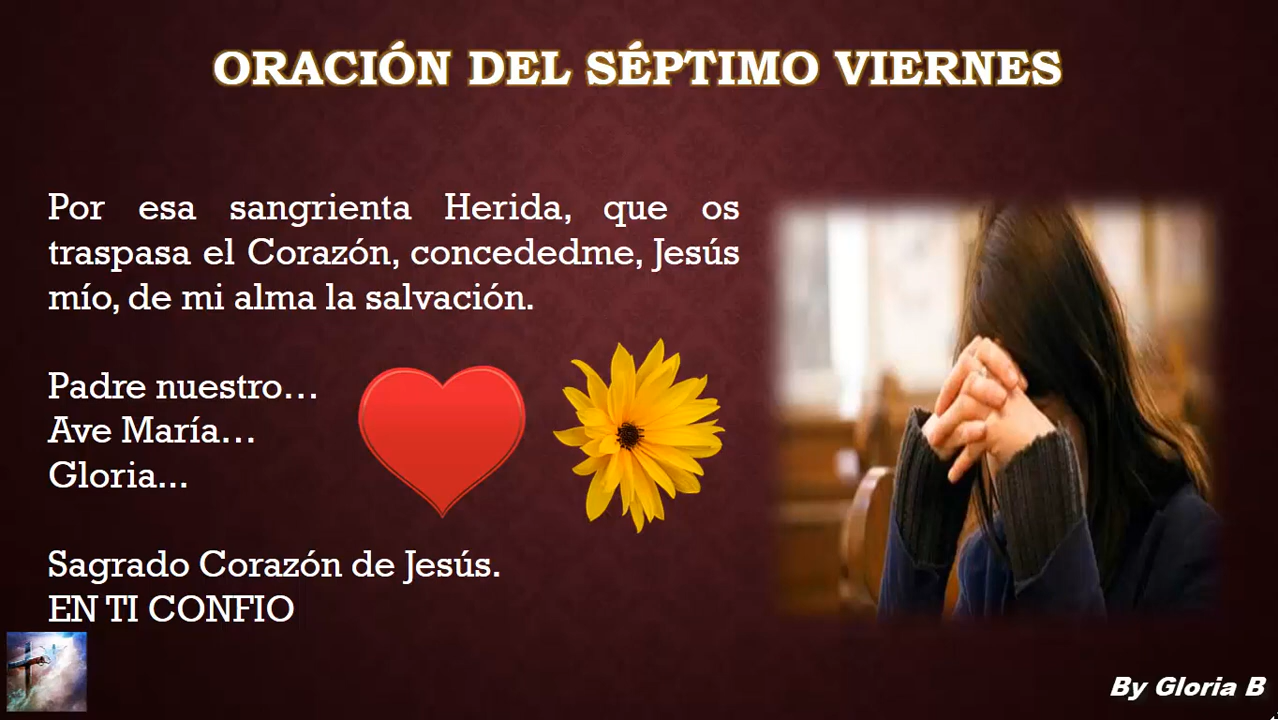 ORACIÓN DEL SÉPTIMO VIERNES
Por esa sangrienta Herida, que os
traspasa el Corazón, concededme, Jesús
mío, de mi alma la salvación.
Padre nuestro...
Ave María...
Gloria...
Sagrado Corazón de Jesús.
EN TI CONFIO
By Gloria B